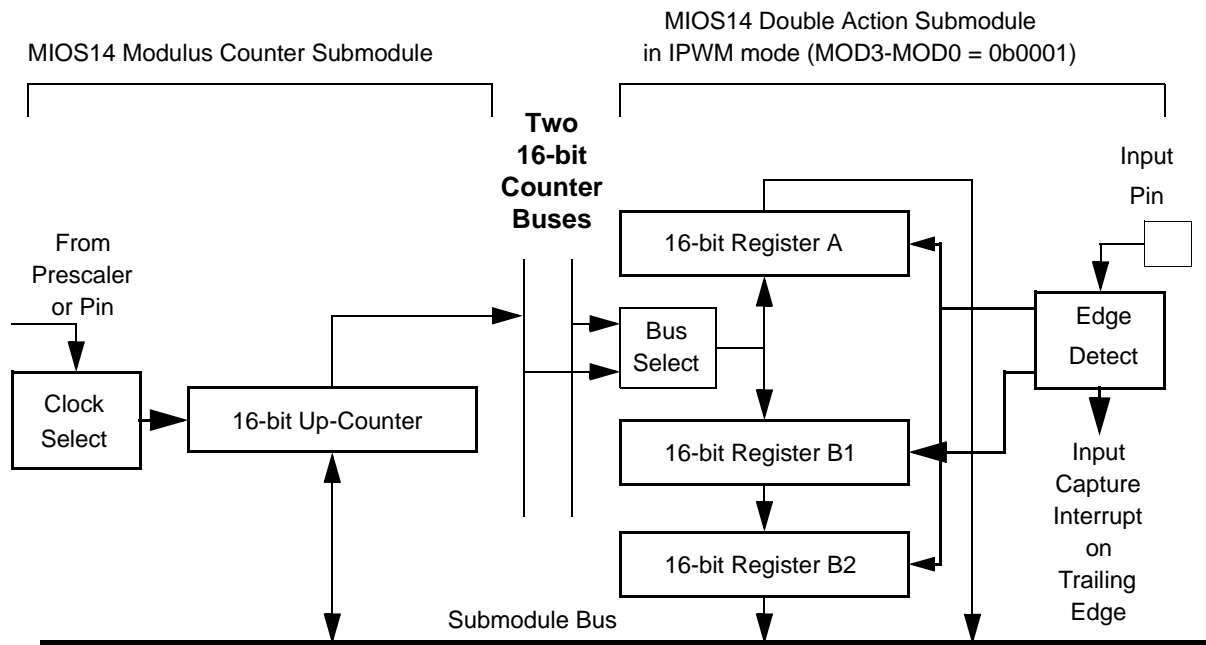 MIOS14 Modulus Counter Submodule
MIOS14 Double Action Submodule
in IPWM mode (MOD3-MOD0 = 0b0001)
Two
16-bit
Counter
Buses
Input
Pin
From
Prescaler
or Pin
16-bit Register A
Bus
Select
Edge
Detect
Clock
Select
16-bit Up-Counter
16-bit Register B1
Input
Capture
Interrupt
on
Trailing
Edge
16-bit Register B2
Submodule Bus